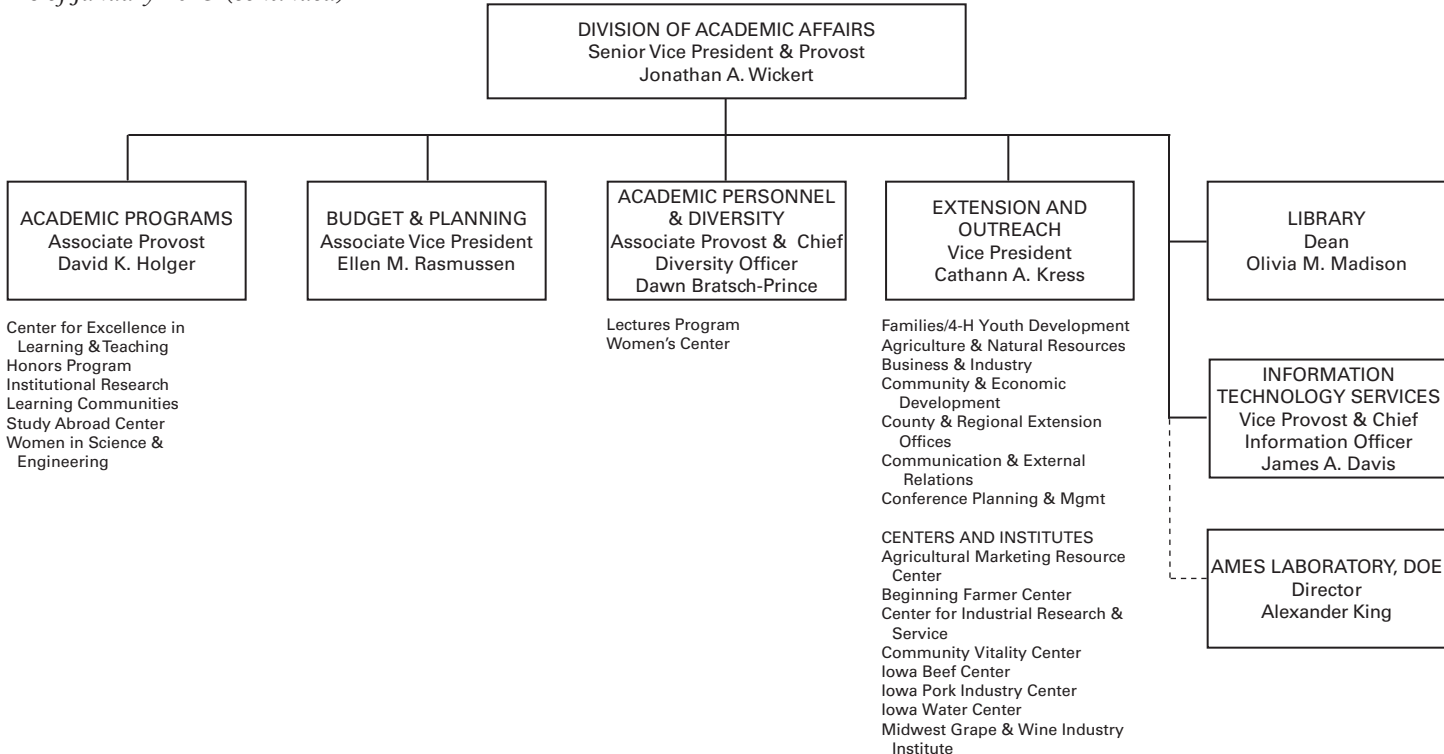 DIVISION OF ACADEMIC AFFAIRS
Senior Vice President & Provost
Jonathan A. Wickert
ACADEMIC PROGRAMS
Associate Provost
David K. Holger
Center for Excellence in
Learning & Teaching
Honors Program
Institutional Research
Learning Communities
Study Abroad Center
Women in Science &
Engineering
BUDGET & PLANNING
Associate Vice President
Ellen M. Rasmussen
ACADEMIC PERSONNEL
& DIVERSITY
Associate Provost & Chief
Diversity Officer
Dawn Bratsch-Prince
Lectures Program
Women's Center
EXTENSION AND
OUTREACH
Vice President
Cathann A. Kress
Families/4-H Youth Development
Agriculture & Natural Resources
Business & Industry
Community & Economic
Development
County & Regional Extension
Offices
Communication & External
Relations
Conference Planning & Mgmt
CENTERS AND INSTITUTES
Agricultural Marketing Resource
Center
Beginning Farmer Center
Center for Industrial Research &
Service
Community Vitality Center
Iowa Beef Center
Iowa Pork Industry Center
Iowa Water Center
Midwest Grape & Wine Industry
Institute
LIBRARY
Dean
Olivia M. Madison
INFORMATION
TECHNOLOGY SERVICES
Vice Provost & Chief
Information Officer
James A. Davis
AMES LABORATORY, DOE
Director
Alexander King